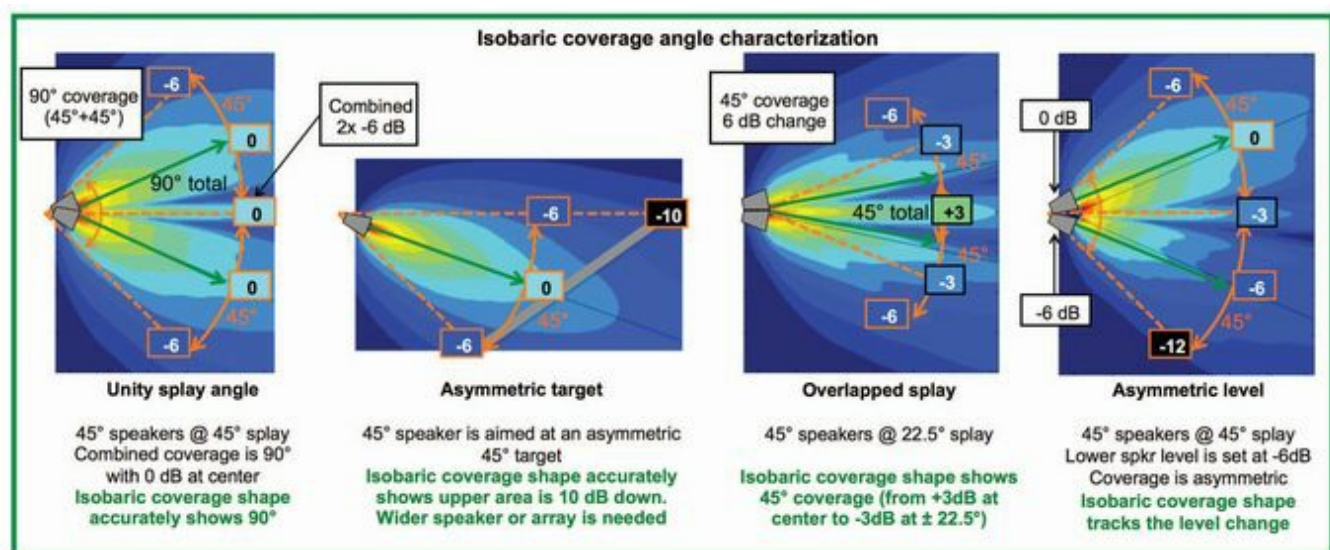 Isobaric coverage angle characterization
90° coverage
(45°+45°)
-6
45°
0
Combined
2x -6 dB
90° total
0
0
45°
-6
Unity splay angle
45° speakers @ 45° splay
Combined coverage is 90°
with 0 dB at center
Isobaric coverage shape
accurately shows 90°
-6
-10
0
45°
-6
Asymmetric target
45° speaker is aimed at an asymmetric
45° target
Isobaric coverage shape accurately
shows upper area is 10 dB down.
Wider speaker or array is needed
45° coverage
6 dB change
-6
-3
45°
45° total
+3
45°
-3
-6
Overlapped splay
45° speakers @ 22.5° splay
Isobaric coverage shape shows
45° coverage (from +3dB at
center to -3dB at ± 22.5°)
0 dB
-6
45°
0
-3
-6
-6 dB
45°
-12
Asymmetric level
45° speakers @ 45° splay
Lower spkr level is set at -6dB
Coverage is asymmetric
Isobaric coverage shape
tracks the level change